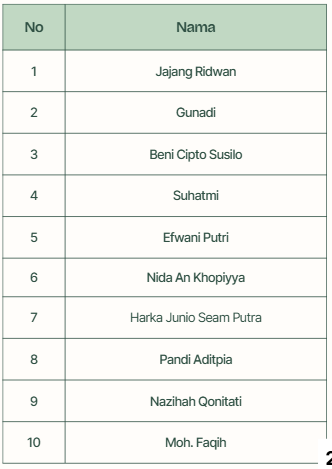 No Nama
1 Jajang Ridwan
2 Gunadi
3 Beni Cipto Susilo
4 Suhatmi
5 Efwani Putri
6 Nida An Khopiyya
7 Harka Junio Seam Putra
8 Pandi Aditpia
9 Nazihah Qonitati
10 Moh. Faqih